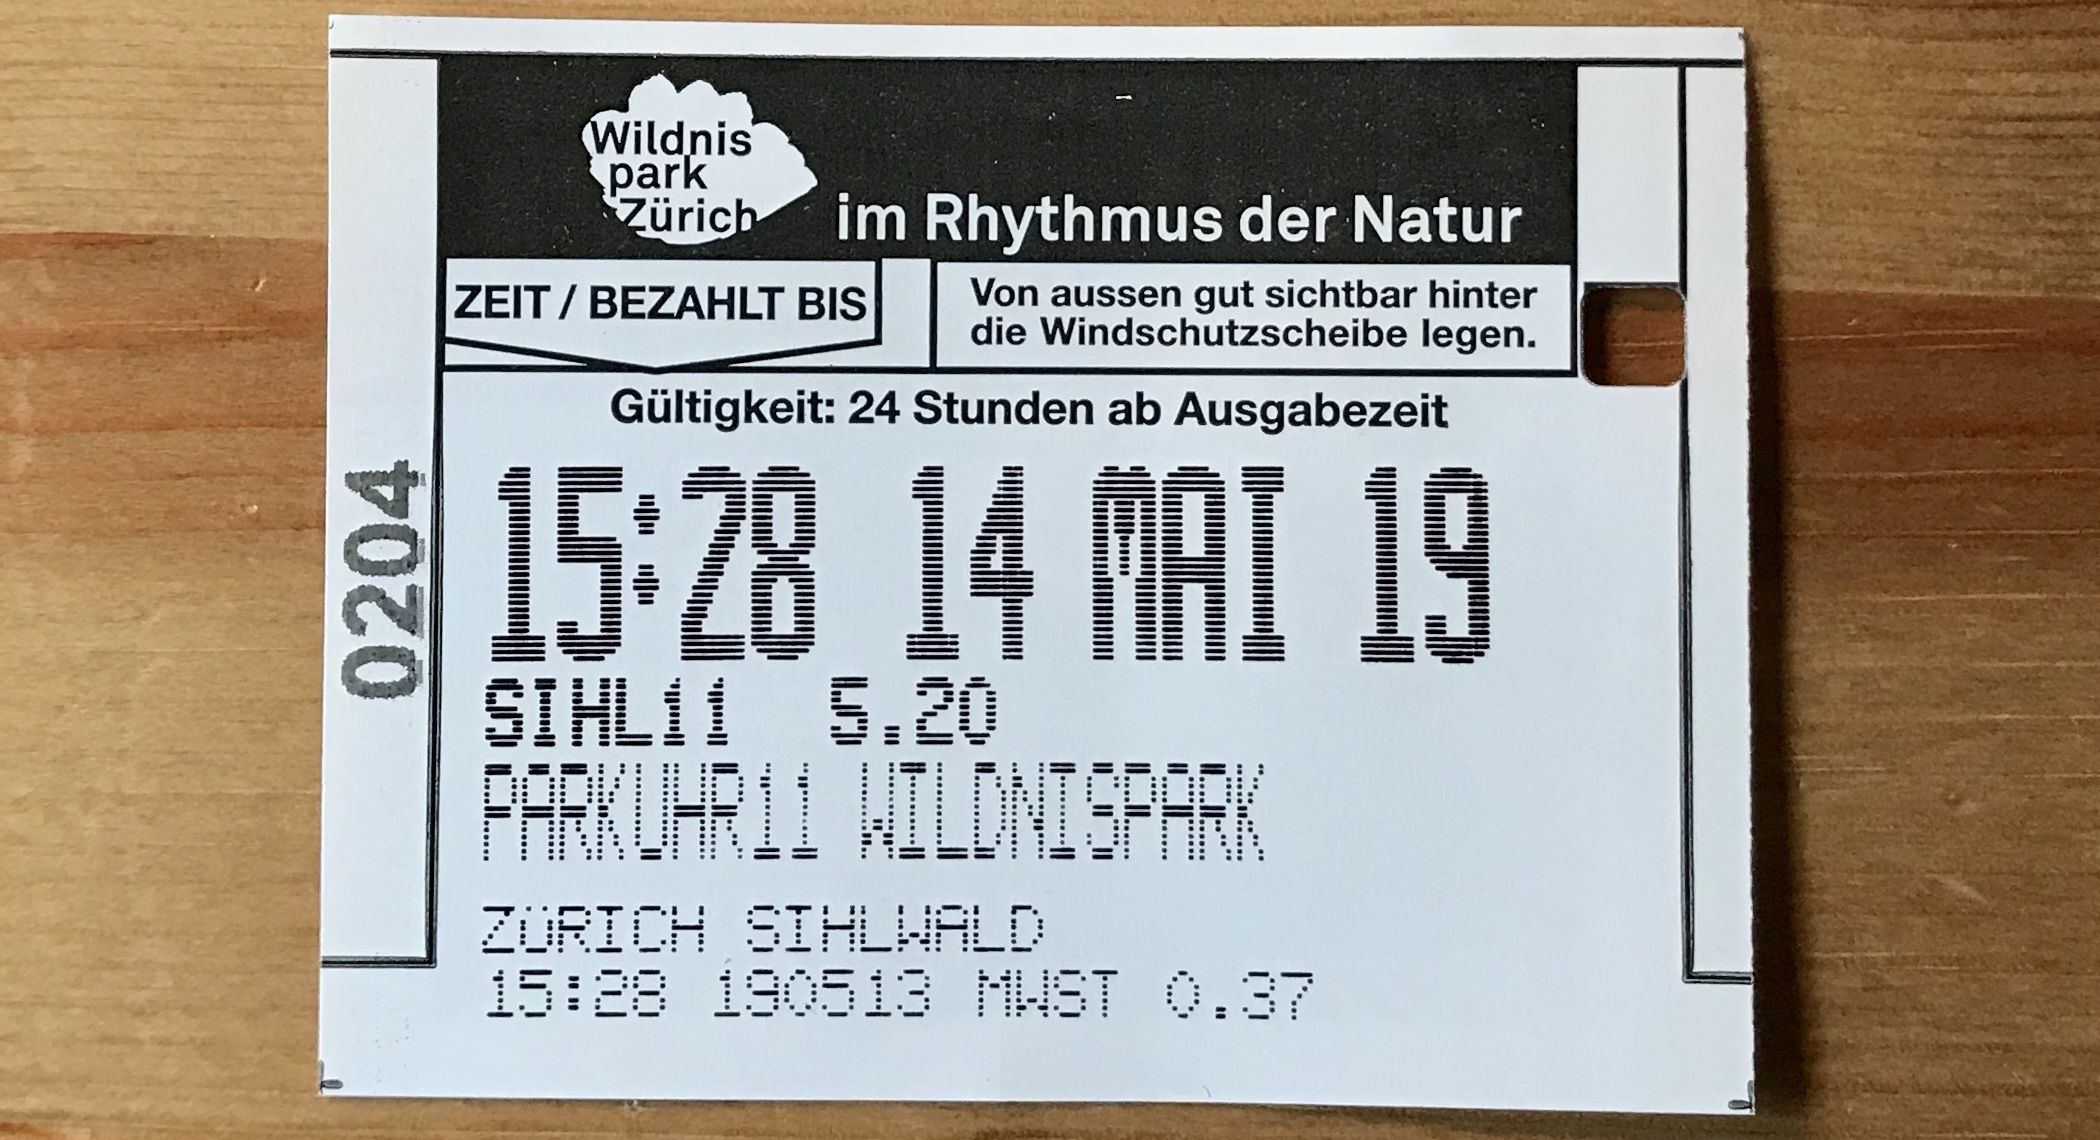 Wildnis
park
Zürich
im Rhythmus der Natur
ZEIT / BEZAHLT BIS
Von aussen gut sichtbar hinter
die Windschutzscheibe legen.
Gültigkeit: 24 Stunden ab Ausgabezeit
0204
15:28 14 MAI 19
SIHL11 5.20
PARKUHR11 WILDNISPARK
ZÜRICH SIHLWALD
15:28 190513 MWST 0.37